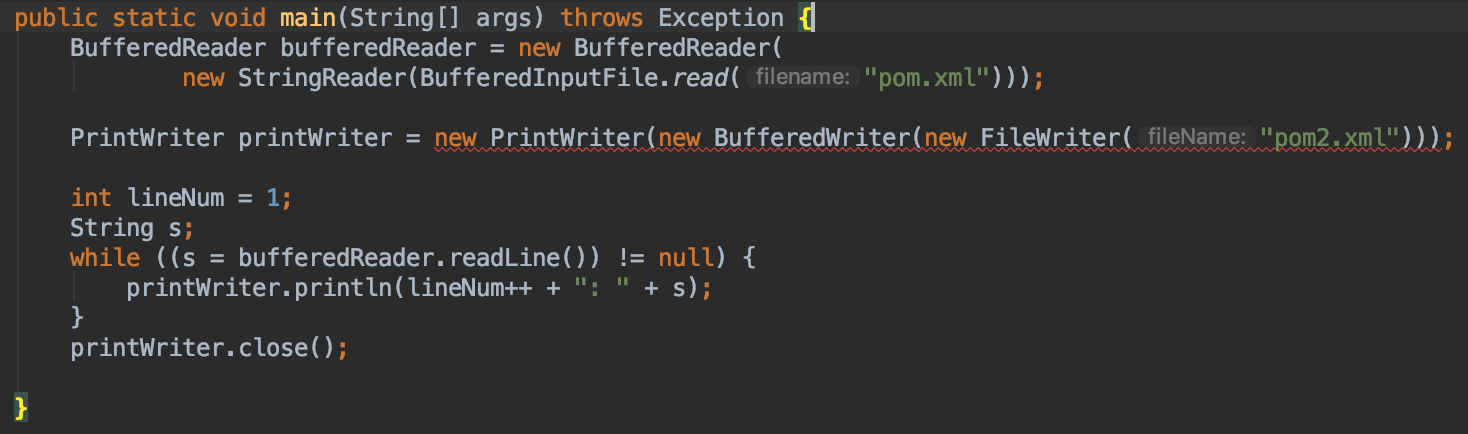 public static void main(String[] args) throws Exception {
BufferedReader bufferedReader = new BufferedReader(
new StringReader(BufferedInputFile.read( filename: "pom.xml")));
PrintWriter printWriter = new PrintWriter(new BufferedWriter(new FileWriter( fileName: "pom2.xml")));
int lineNum = 1;
String s;
while ((s = bufferedReader.readLine()) != null) {
printWriter.println(lineNum++ + ": " + s);
}
printWriter.close();
}